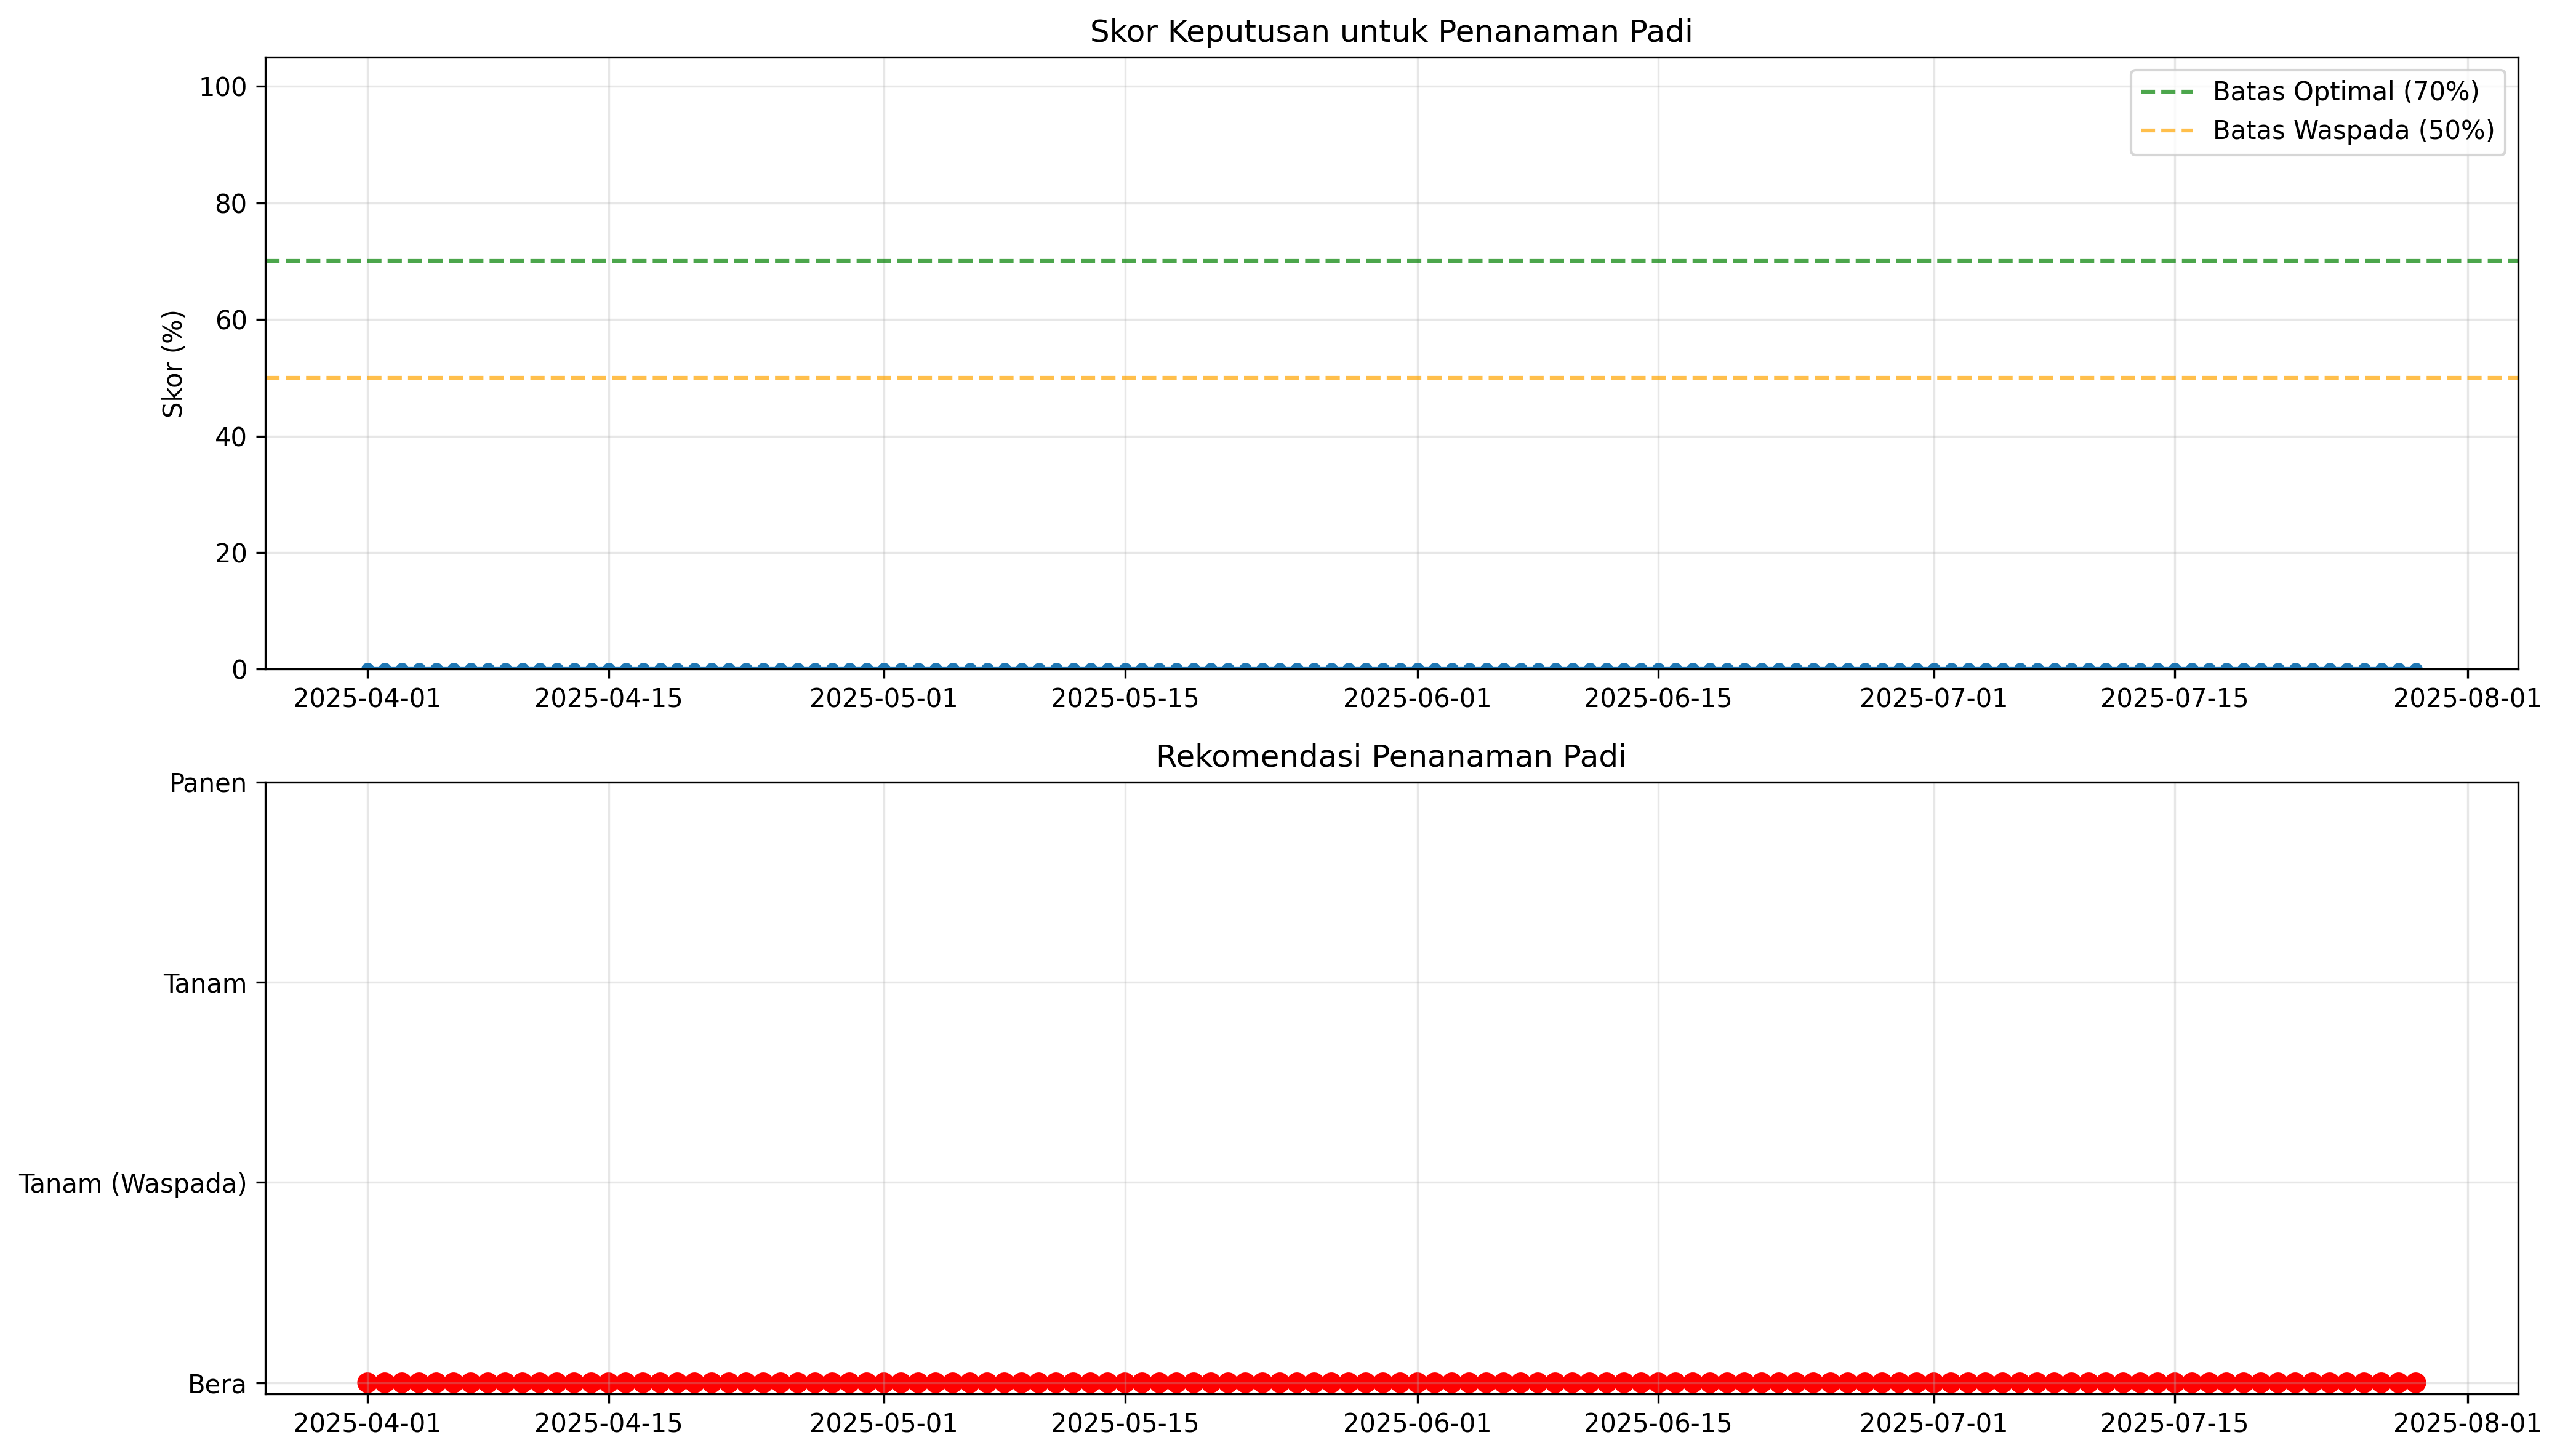 Skor Keputusan untuk Penanaman Padi
Batas Optimal (70%)
Batas Waspada (50%)
Skor (%)
100
80
60
40
20
0
2025-04-01 2025-04-15 2025-05-01 2025-05-15 2025-06-01 2025-06-15 2025-07-01 2025-07-15 2025-08-01
Rekomendasi Penanaman Padi
Panen
Tanam
Tanam (Waspada)
Bera
2025-04-01 2025-04-15 2025-05-01 2025-05-15 2025-06-01 2025-06-15 2025-07-01 2025-07-15 2025-08-01